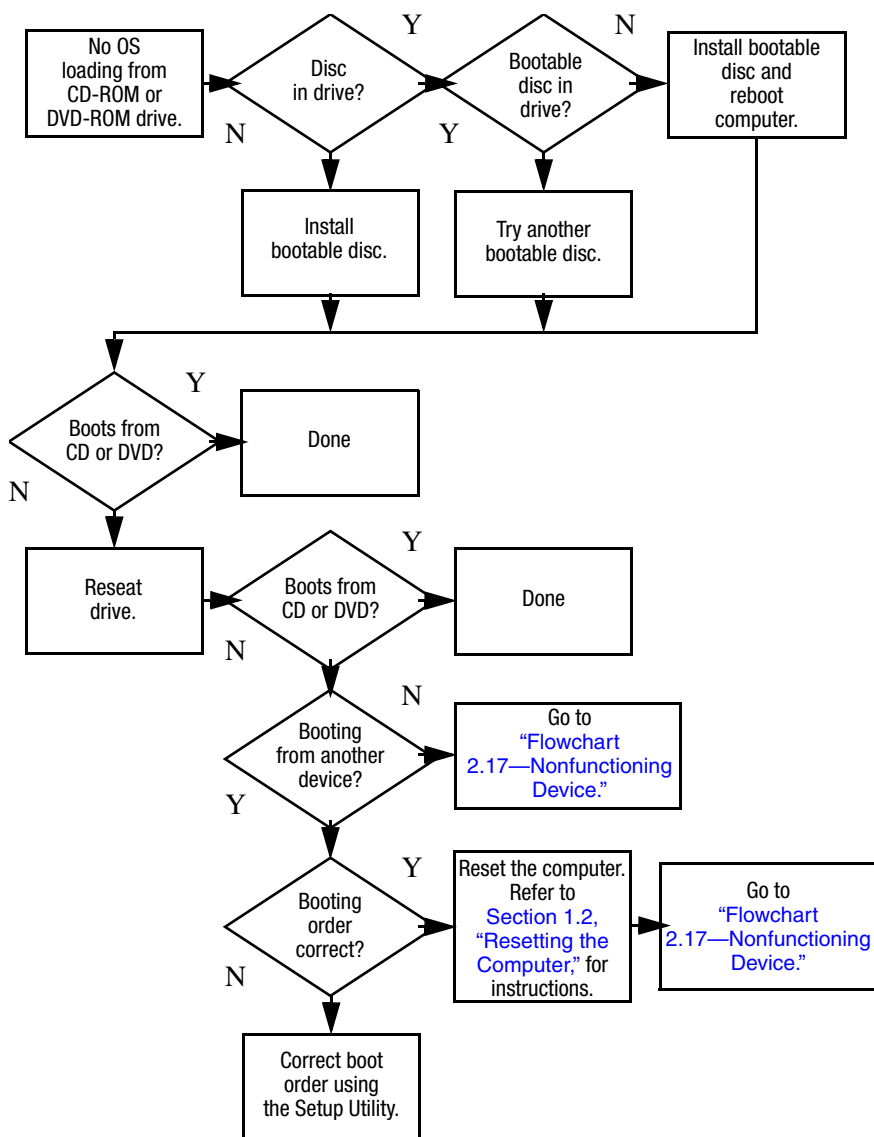 No OS
loading from
CD-ROM or
DVD-ROM drive.
Y
Disc
in drive?
N
N
Bootable
disc in
drive?
Y
Install bootable
disc and
reboot
computer.
Install
bootable disc.
Try another
bootable disc.
Y
Boots from
CD or DVD?
N
Done
Reseat
drive.
Y
Boots from
CD or DVD?
N
Done
N
Booting
from another
device?
Y
Go to
“Flowchart
2.17—Nonfunctioning
Device.”
Y
Booting
order
correct?
N
Reset the computer.
Refer to
Section 1.2,
“Resetting the
Computer,” for
instructions.
Go to
“Flowchart
2.17—Nonfunctioning
Device.”
Correct boot
order using
the Setup Utility.